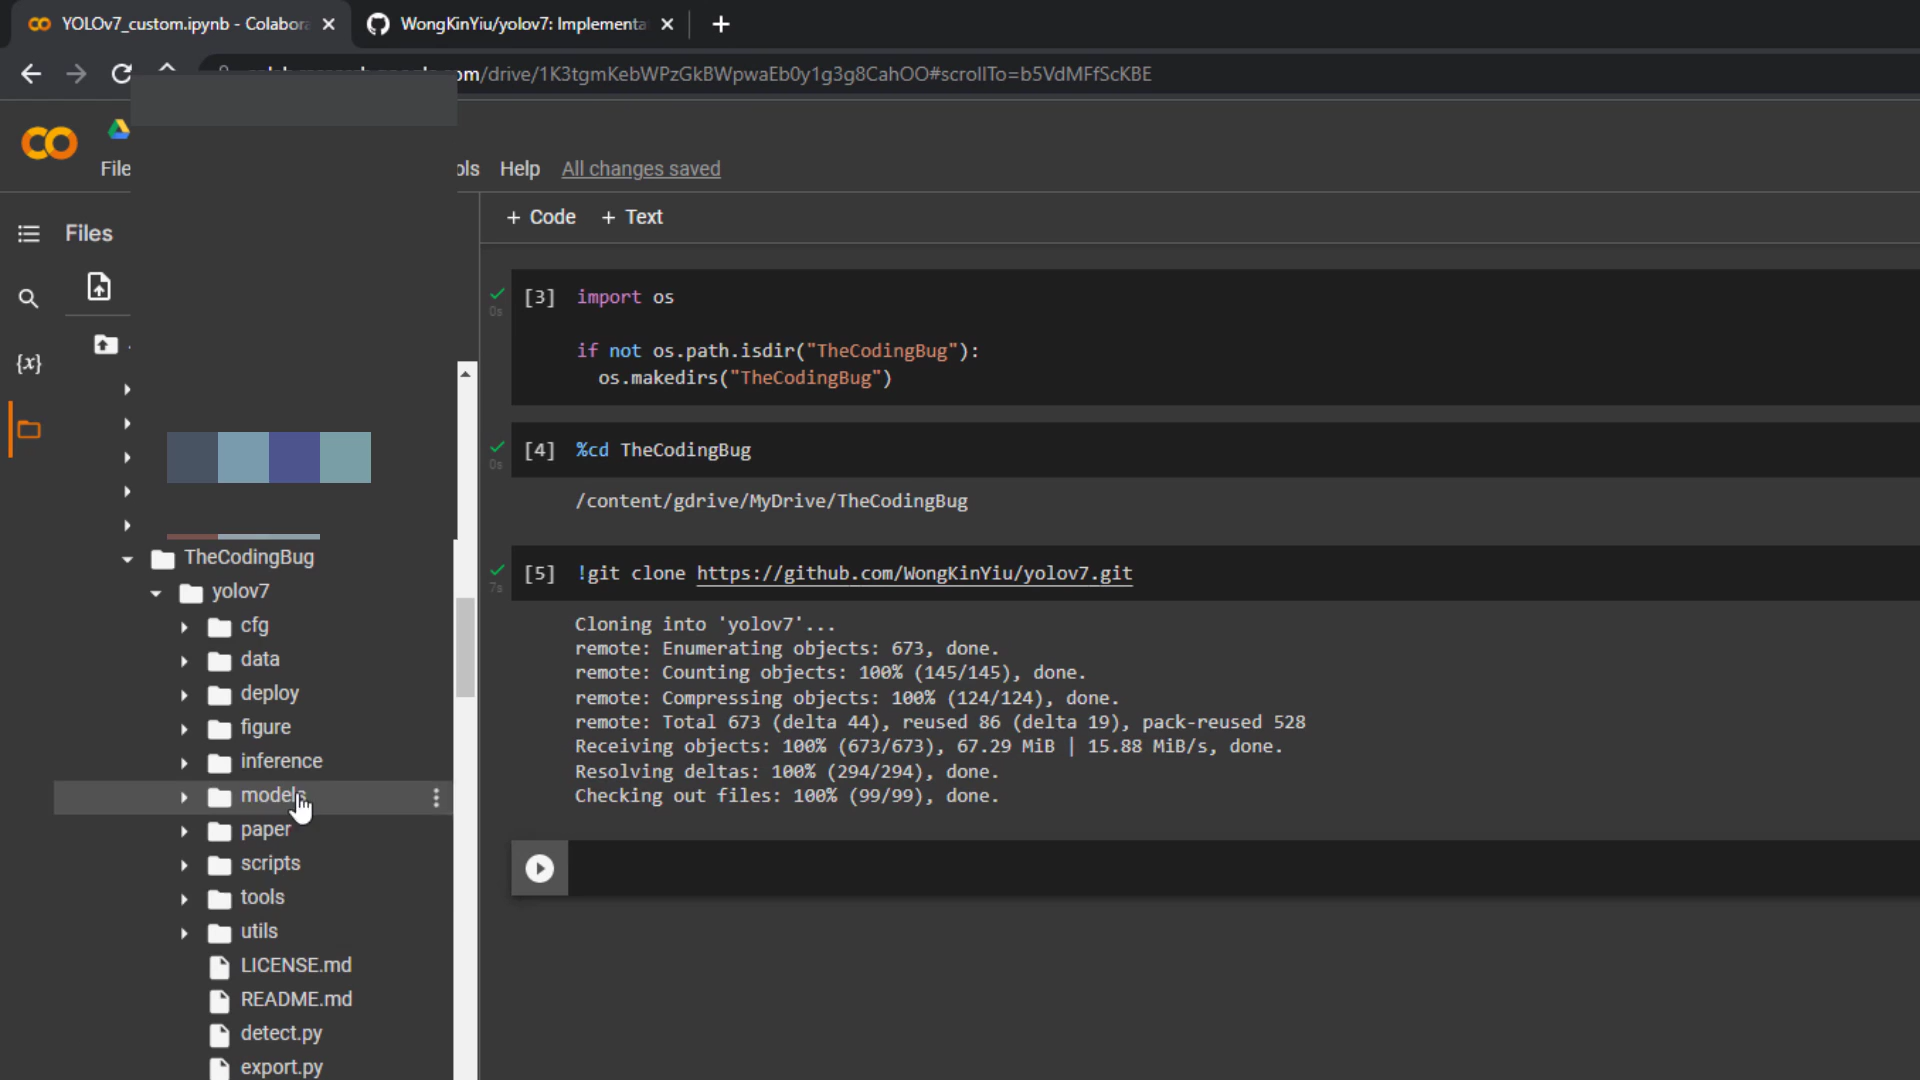 YOLOv7_custom.ipynb - Colabora
WongKinYiu/yolov7: Implementa
om/drive/1K3tgmKebWPzGkBWpwaEb0y1g3g8CahOO#scrollTo=b5VdMFfScKBE
File
ols
Help
All changes saved
Files
+ Code
+ Text
[3] import os
if not os.path.isdir("TheCodingBug"):
os.makedirs("TheCodingBug")
0s
[4] %cd TheCodingBug
0s
/content/gdrive/MyDrive/TheCodingBug
[5] !git clone https://github.com/WongKinYiu/yolov7.git
7s
Cloning into 'yolov7'...
remote: Enumerating objects: 673, done.
remote: Counting objects: 100% (145/145), done.
remote: Compressing objects: 100% (124/124), done.
remote: Total 673 (delta 44), reused 86 (delta 19), pack-reused 528
Receiving objects: 100% (673/673), 67.29 MiB | 15.88 MiB/s, done.
Resolving deltas: 100% (294/294), done.
Checking out files: 100% (99/99), done.
{x}
TheCodingBug
yolov7
cfg
data
deploy
figure
inference
models
paper
scripts
tools
utils
LICENSE.md
README.md
detect.py
export.py